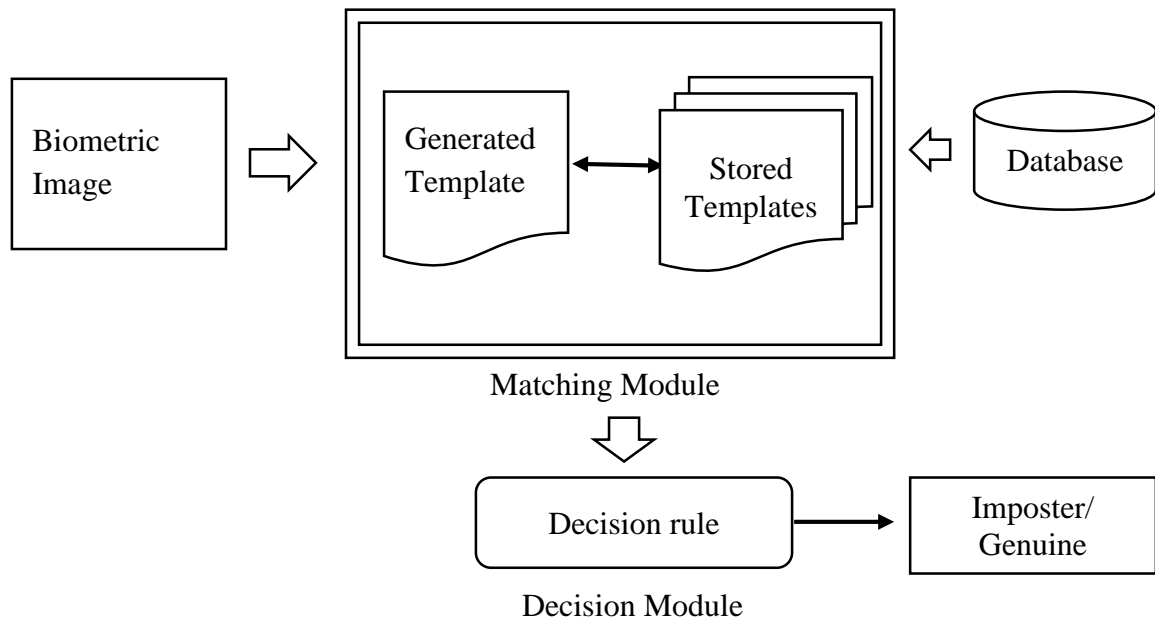 Biometric
Image
Generated
Template
Stored
Templates
Database
Matching Module
Decision rule
Imposter/
Genuine
Decision Module